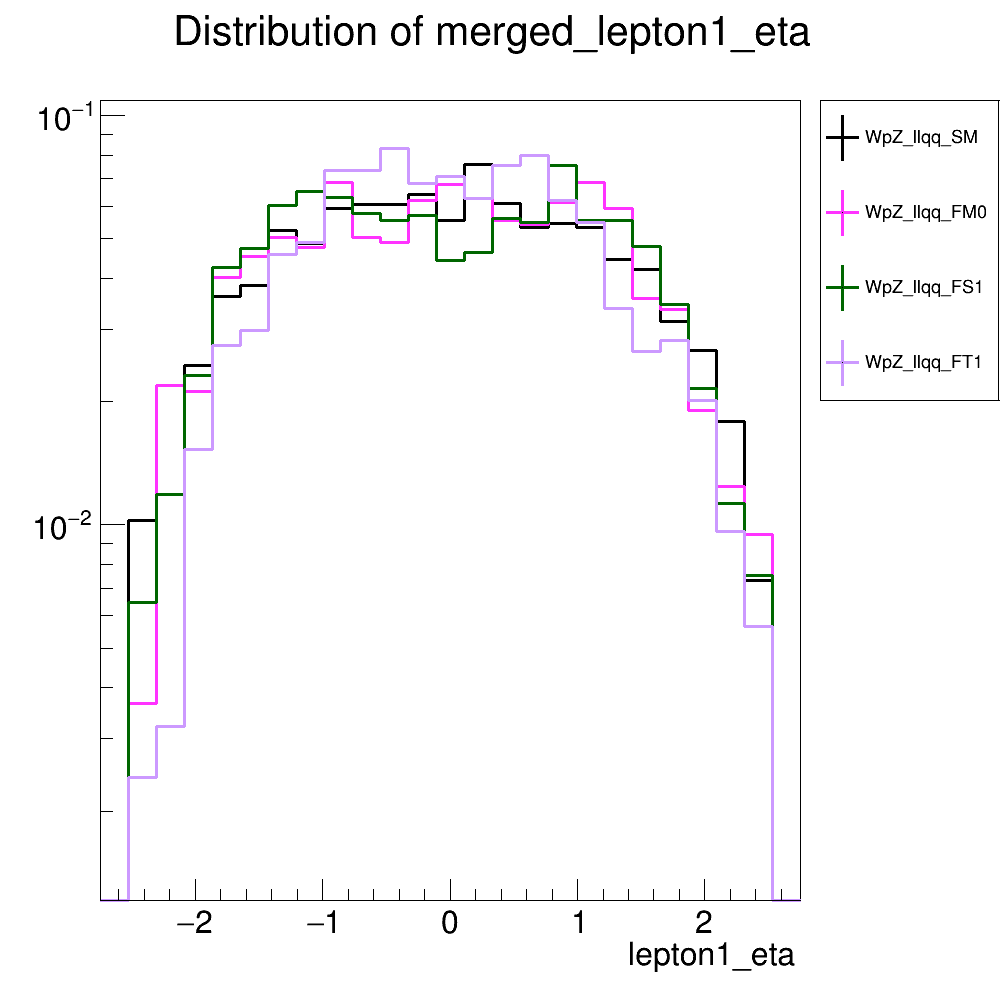 Distribution of merged_lepton1_eta
10⁻¹
10⁻²
−2 −1 0 1 2
lepton1_eta
WpZ_llqq_SM
WpZ_llqq_FM0
WpZ_llqq_FS1
WpZ_llqq_FT1